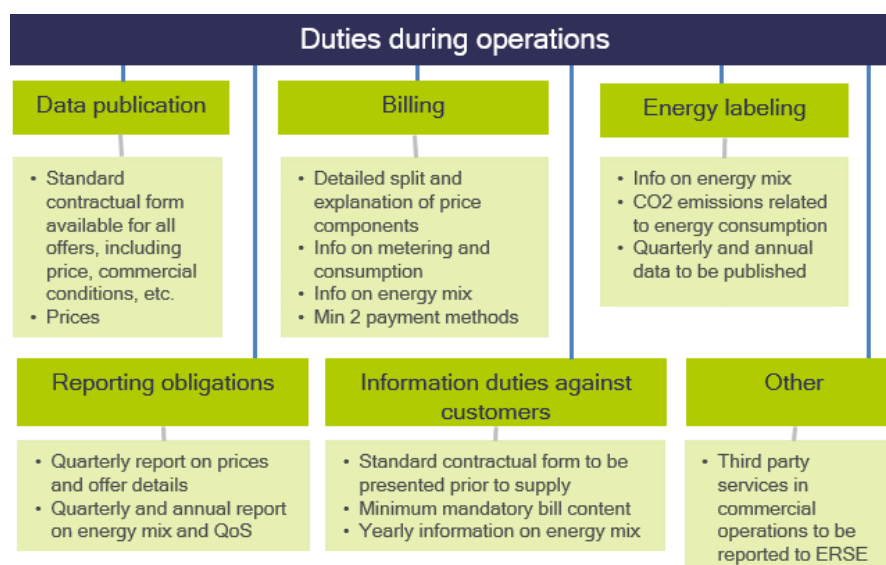 Duties during operations
Data publication
• Standard
contractual form
available for all
offers, including
price, commercial
conditions, etc.
• Prices
Billing
• Detailed split and
explanation of price
components
• Info on metering and
consumption
• Info on energy mix
• Min 2 payment methods
Energy labeling
• Info on energy mix
• CO2 emissions related
to energy consumption
• Quarterly and annual
data to be published
Reporting obligations
• Quarterly report on prices
and offer details
• Quarterly and annual report
on energy mix and QoS
Information duties against
customers
• Standard contractual form to be
presented prior to supply
• Minimum mandatory bill content
• Yearly information on energy mix
Other
• Third party
services in
commercial
operations to be
reported to ERSE